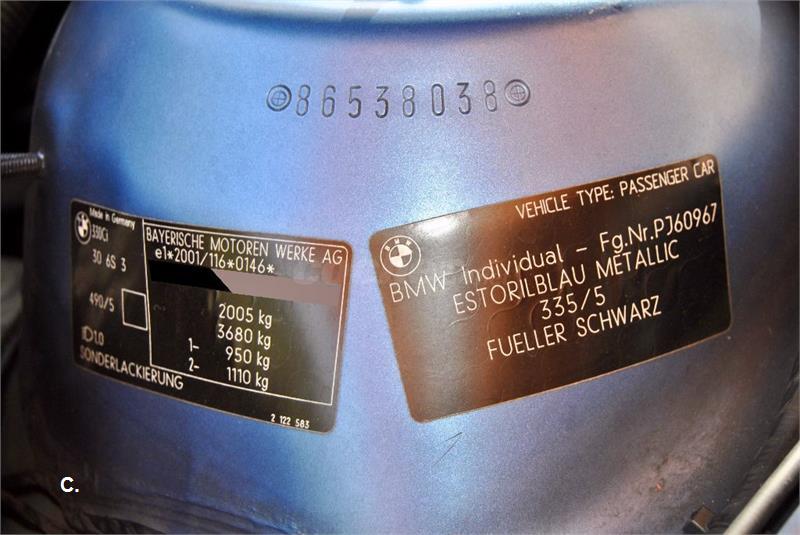 86538038
Made in Germany
330Ci
30 6S 3
490/5
1.0
SONDERLACKIERUNG
BAYERISCHE MOTOREN WERKE AG
e1*2001/116*0146*
2005 kg
3680 kg
1- 950 kg
2- 1110 kg
2 122 583
VEHICLE TYPE: PASSENGER CAR
BMW
BMW Individual - Fg.Nr.PJ60967
ESTORILBLAU METALLIC
335/5
FUELLER SCHWARZ
C.